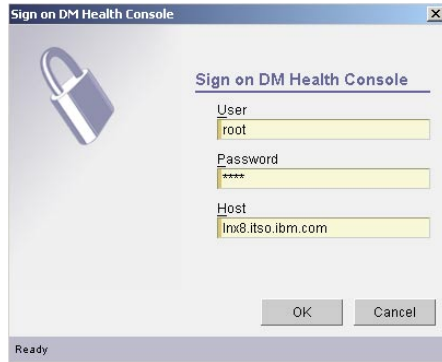 Sign on DM Health Console
Sign on DM Health Console
User
root
Password
****
Host
lnx8.itso.ibm.com
OK Cancel
Ready